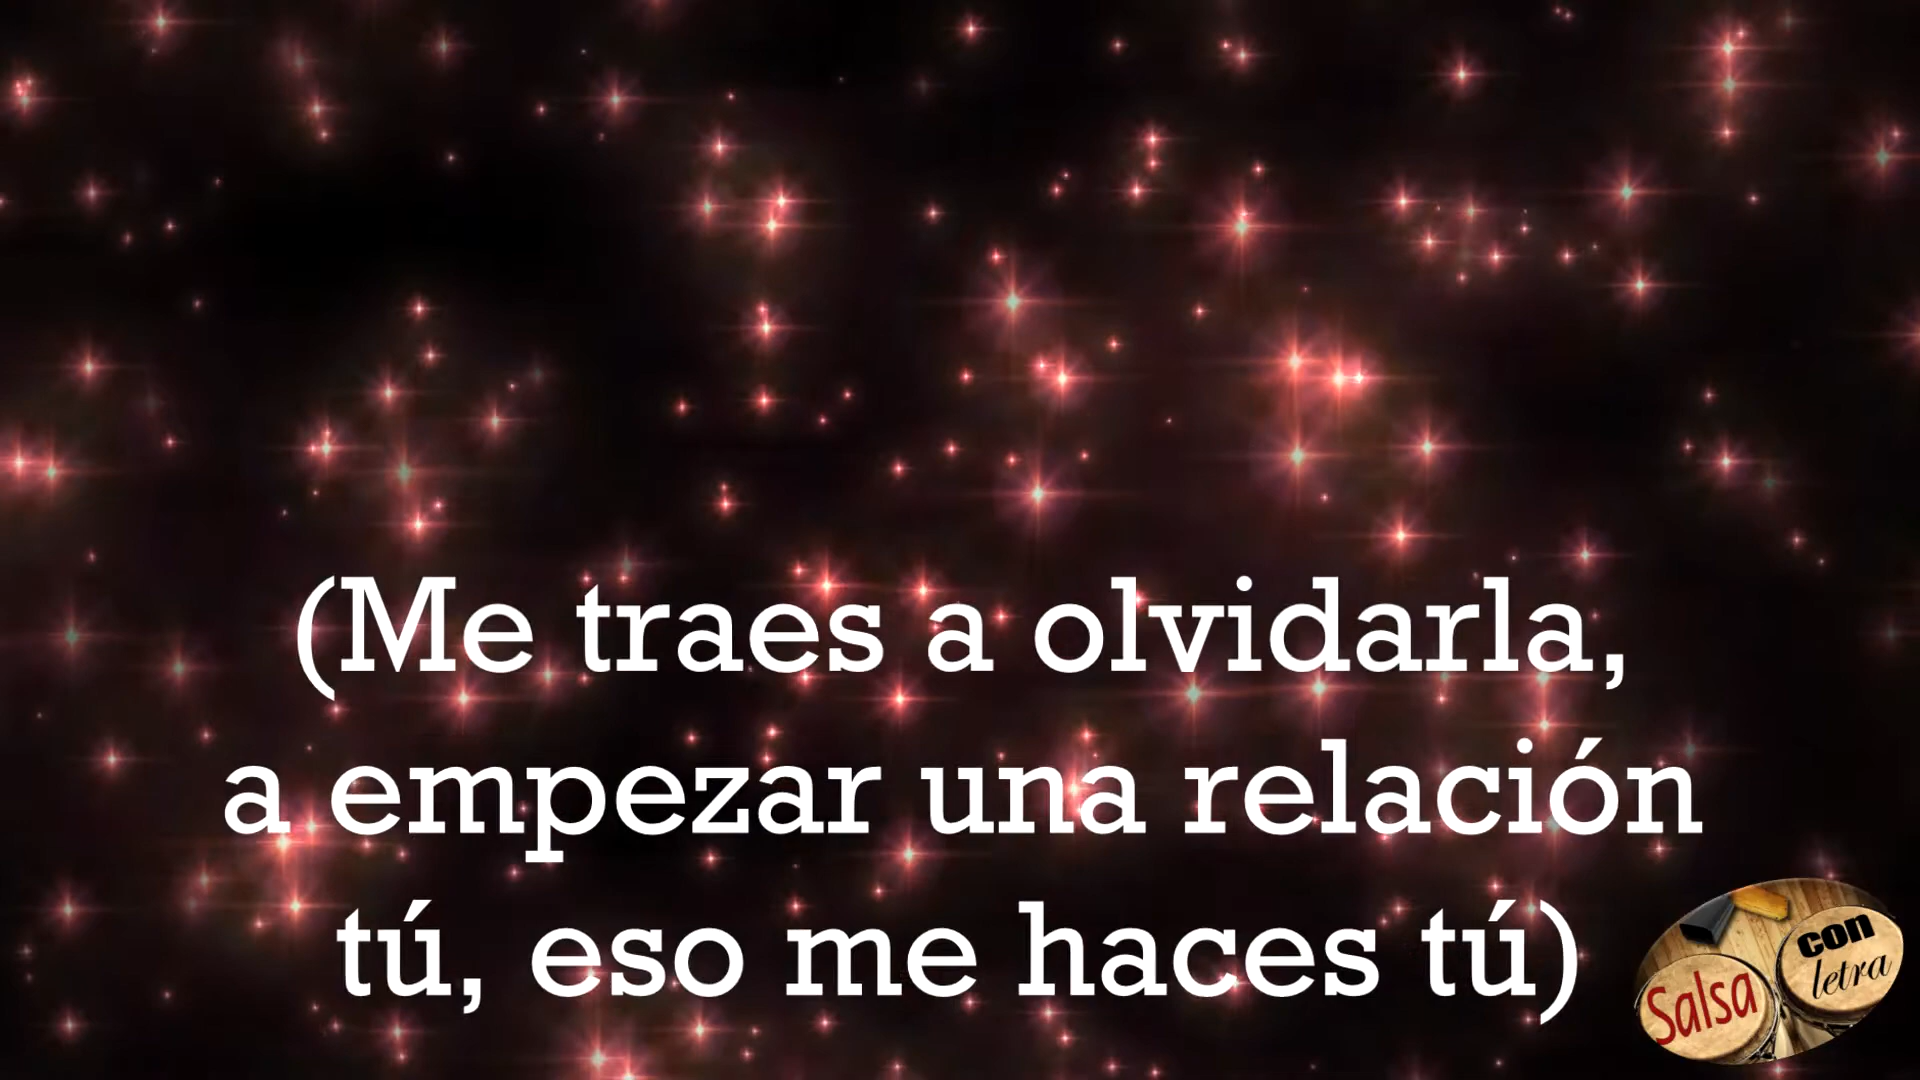 (Me traes a olvidarla,
a empezar una relación
tú, eso me haces tú)
Salsa
con
letra